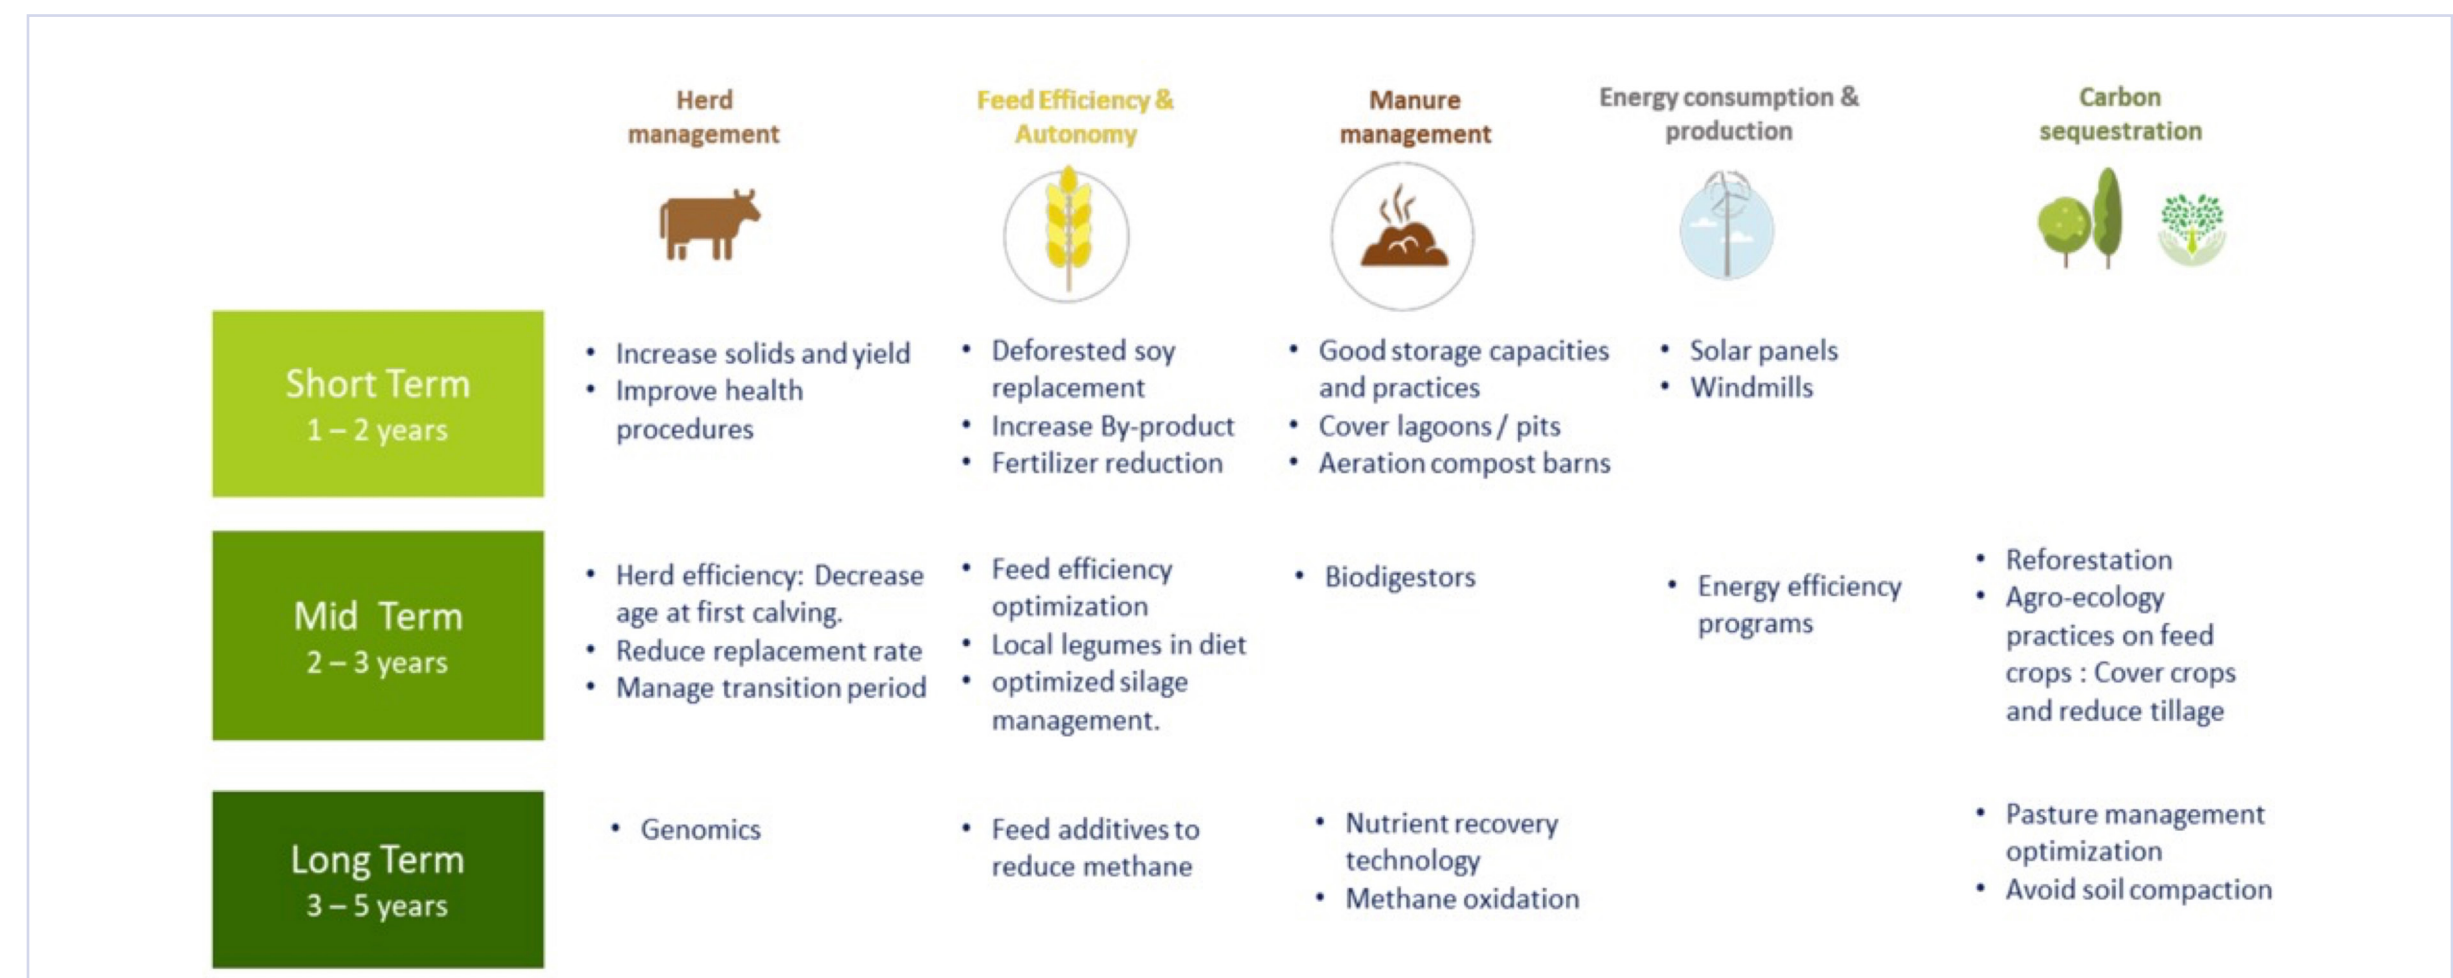 Herd
management
Feed Efficiency &
Autonomy
Manure
management
Energy consumption &
production
Carbon
sequestration
Short Term
1 – 2 years
• Increase solids and yield
• Improve health
procedures
• Deforested soy
replacement
• Increase By-product
• Fertilizer reduction
• Good storage capacities
and practices
• Cover lagoons / pits
• Aeration compost barns
• Solar panels
• Windmills
Mid Term
2 – 3 years
• Herd efficiency: Decrease
age at first calving.
• Reduce replacement rate
• Manage transition period
• Feed efficiency
optimization
• Local legumes in diet
• optimized silage
management.
• Biodigestors
• Energy efficiency
programs
• Reforestation
• Agro-ecology
practices on feed
crops : Cover crops
and reduce tillage
Long Term
3 – 5 years
• Genomics
• Feed additives to
reduce methane
• Nutrient recovery
technology
• Methane oxidation
• Pasture management
optimization
• Avoid soil compaction